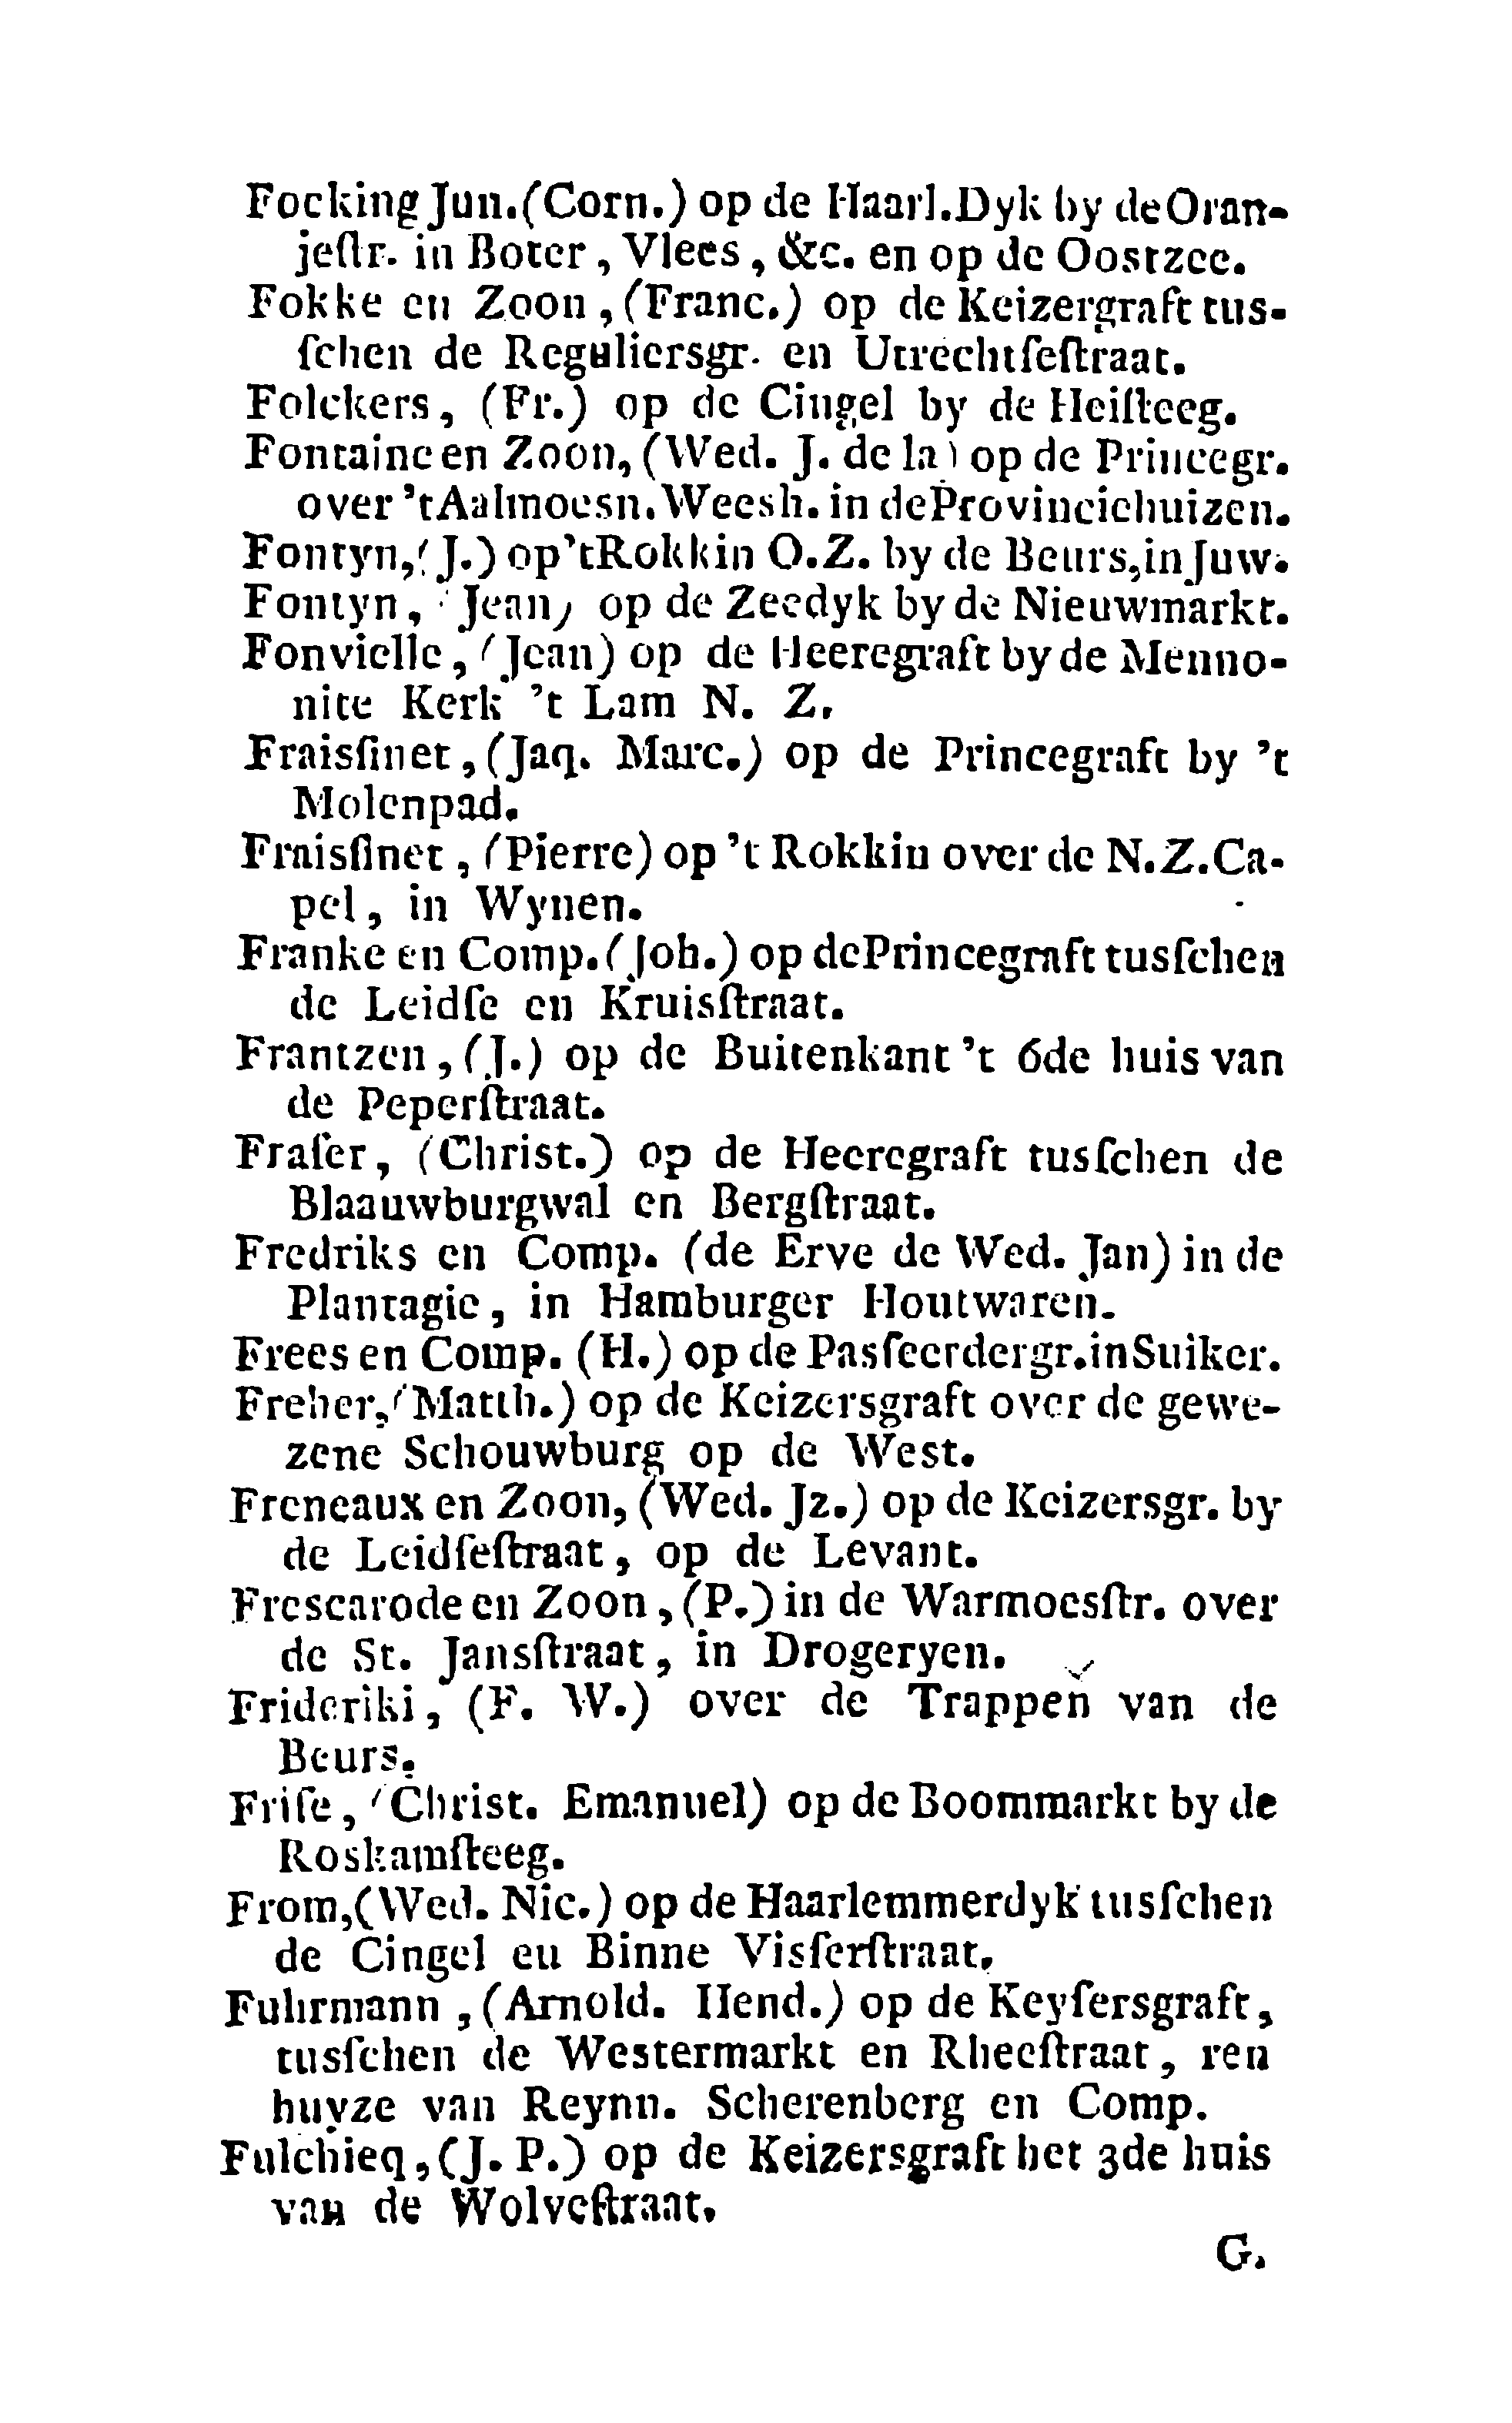 Focking Jun. (Corn.) op de Haarl. Dyk by de Oran-
jeſtr. in Boter, Vlees, &c. en op de Oostzee.
Fokke en Zoon, (Franc.) op de Keizergraft tus-
ſchen de Reguliersgr. en Utrechtſeſtraat.
Folckers, (Fr.) op de Cingel by de Heiſteeg.
Fontaine en Zoon, (Wed. J. de la) op de Princegr.
over 't Aalmoesn. Weesh. in de Provinciehuizen.
Fontyn, (J.) op 't Rokkin O.Z. by de Beurs, in Juw.
Fontyn, (Jean) op de Zeedyk by de Nieuwmarkt.
Fonvielle, (Jean) op de Heeregraft by de Menno-
nite Kerk 't Lam N. Z.
Fraisſinet, (Jaq. Marc.) op de Princegraft by 't
Molenpad.
Fraisſinet, (Pierre) op 't Rokkin over de N.Z. Ca-
pel, in Wynen.
Franke en Comp. (Joh.) op de Princegraft tusſchen
de Leidſe en Kruisſtraat.
Frantzen, (J.) op de Buitenkant 't 6de huis van
de Peperſtraat.
Fraſer, (Christ.) op de Heeregraft tusſchen de
Blaauwburgwal en Bergſtraat.
Fredriks en Comp. (de Erve de Wed. Jan) in de
Plantagie, in Hamburger Houtwaren.
Frees en Comp. (H.) op de Pasſeerdergr. in Suiker.
Freher, (Matth.) op de Keizersgraft over de gewe-
zene Schouwburg op de West.
Freneaux en Zoon, (Wed. Jz.) op de Keizersgr. by
de Leidſeſtraat, op de Levant.
Frescarode en Zoon, (P.) in de Warmoesſtr. over
de St. Jansſtraat, in Drogeryen.
Frideriki, (F. W.) over de Trappen van de
Beurs.
Friſe, (Christ. Emanuel) op de Boommarkt by de
Roskamſteeg.
From, (Wed. Nic.) op de Haarlemmerdyk tusſchen
de Cingel en Binne Visſerſtraat.
Fuhrmann, (Arnold. Hend.) op de Keyſersgraft,
tusſchen de Westermarkt en Rheeſtraat, ten
huyze van Reynn. Scherenberg en Comp.
Fulchieq, (J. P.) op de Keizersgraft het 3de huis
van de Wolveſtraat.
G.